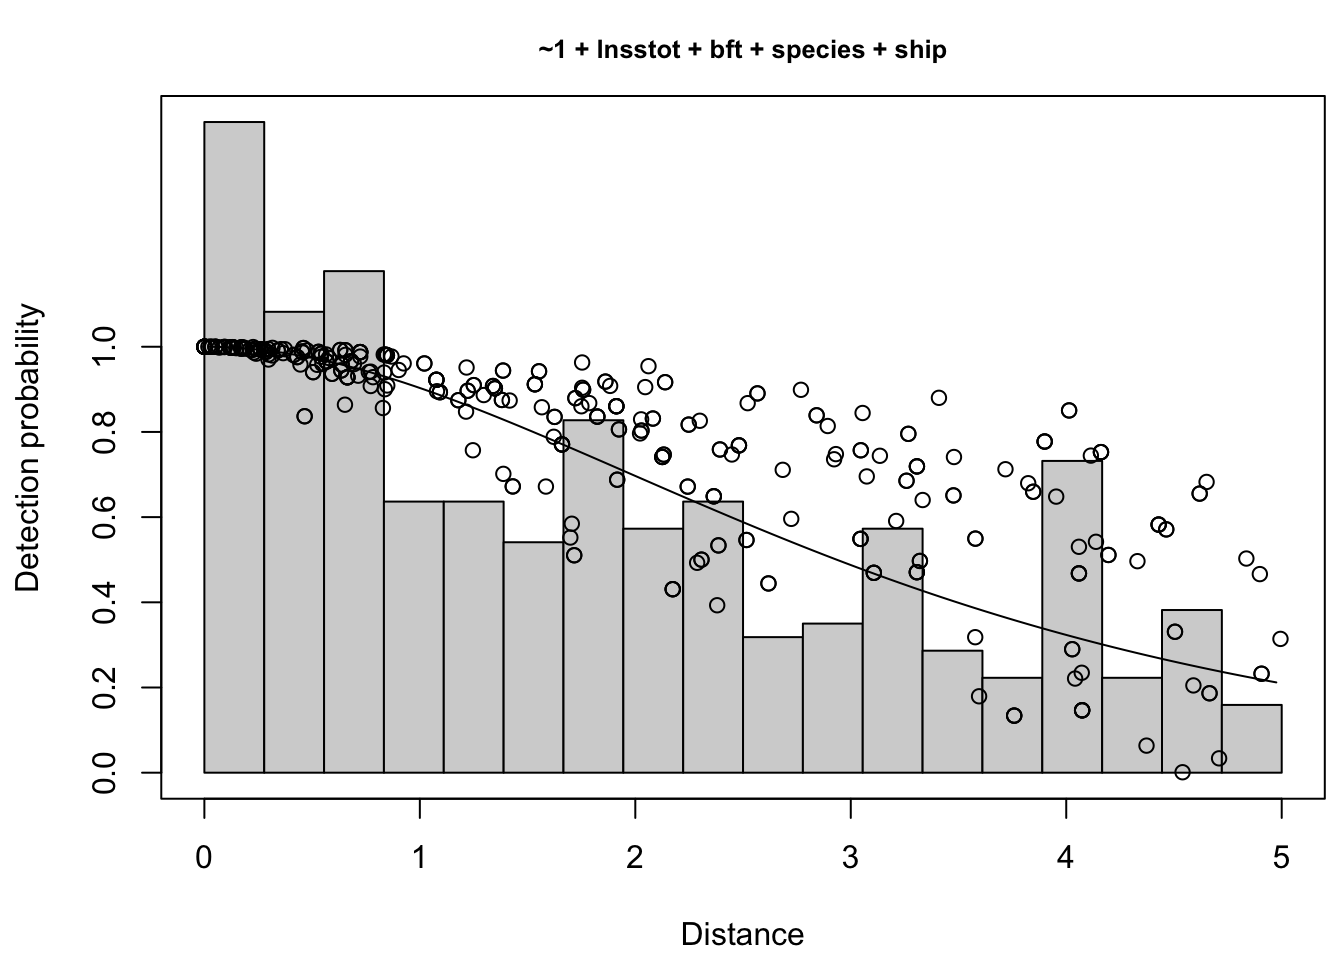 ~1 + lnsstot + bft + species + ship
Detection probability
1.0
0.8
0.6
0.4
0.2
0.0
0 1 2 3 4 5
Distance